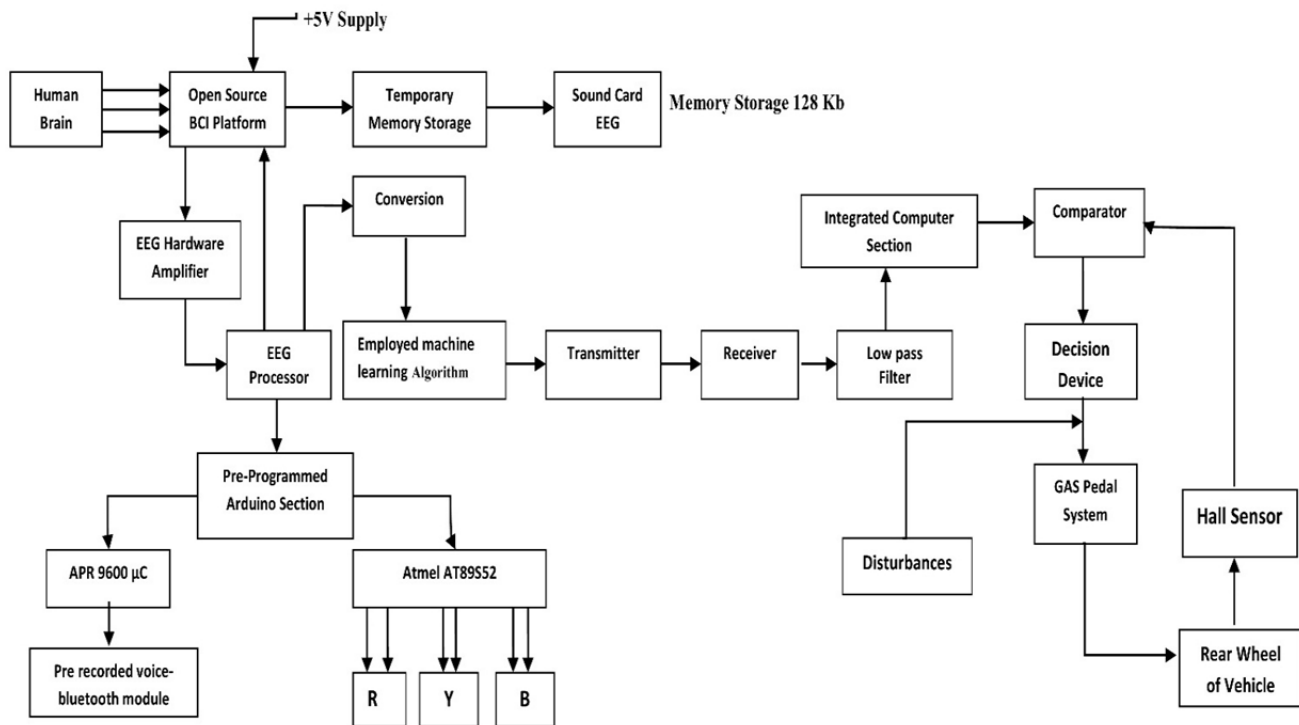 +5V Supply
Human
Brain
Open Source
BCI Platform
Temporary
Memory Storage
Sound Card
EEG
Memory Storage 128 Kb
Conversion
EEG Hardware
Amplifier
Integrated Computer
Section
Comparator
EEG
Processor
Employed machine
learning Algorithm
Transmitter
Receiver
Low pass
Filter
Decision
Device
Pre-Programmed
Arduino Section
GAS Pedal
System
Hall Sensor
Disturbances
APR 9600 µC
Atmel AT89S52
Pre recorded voice-
bluetooth module
R
Y
B
Rear Wheel
of Vehicle